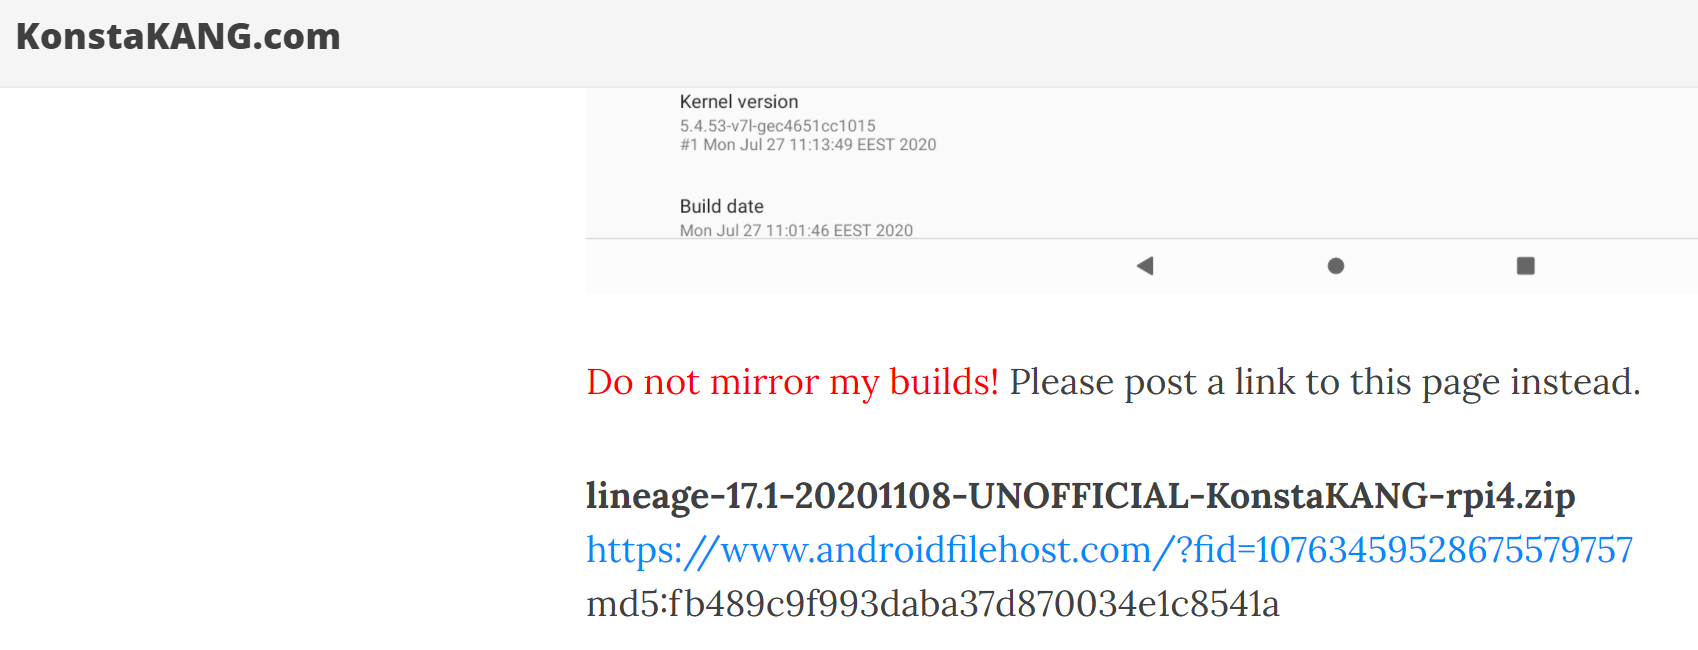 KonstaKANG.com
Kernel version
5.4.53-v7l-gec4651cc1015
#1 Mon Jul 27 11:13:49 EEST 2020
Build date
Mon Jul 27 11:01:46 EEST 2020
Do not mirror my builds! Please post a link to this page instead.
lineage-17.1-20201108-UNOFFICIAL-KonstaKANG-rpi4.zip
https://www.androidfilehost.com/?fid=10763459528675579757
md5:fb489c9f993daba37d870034e1c8541a